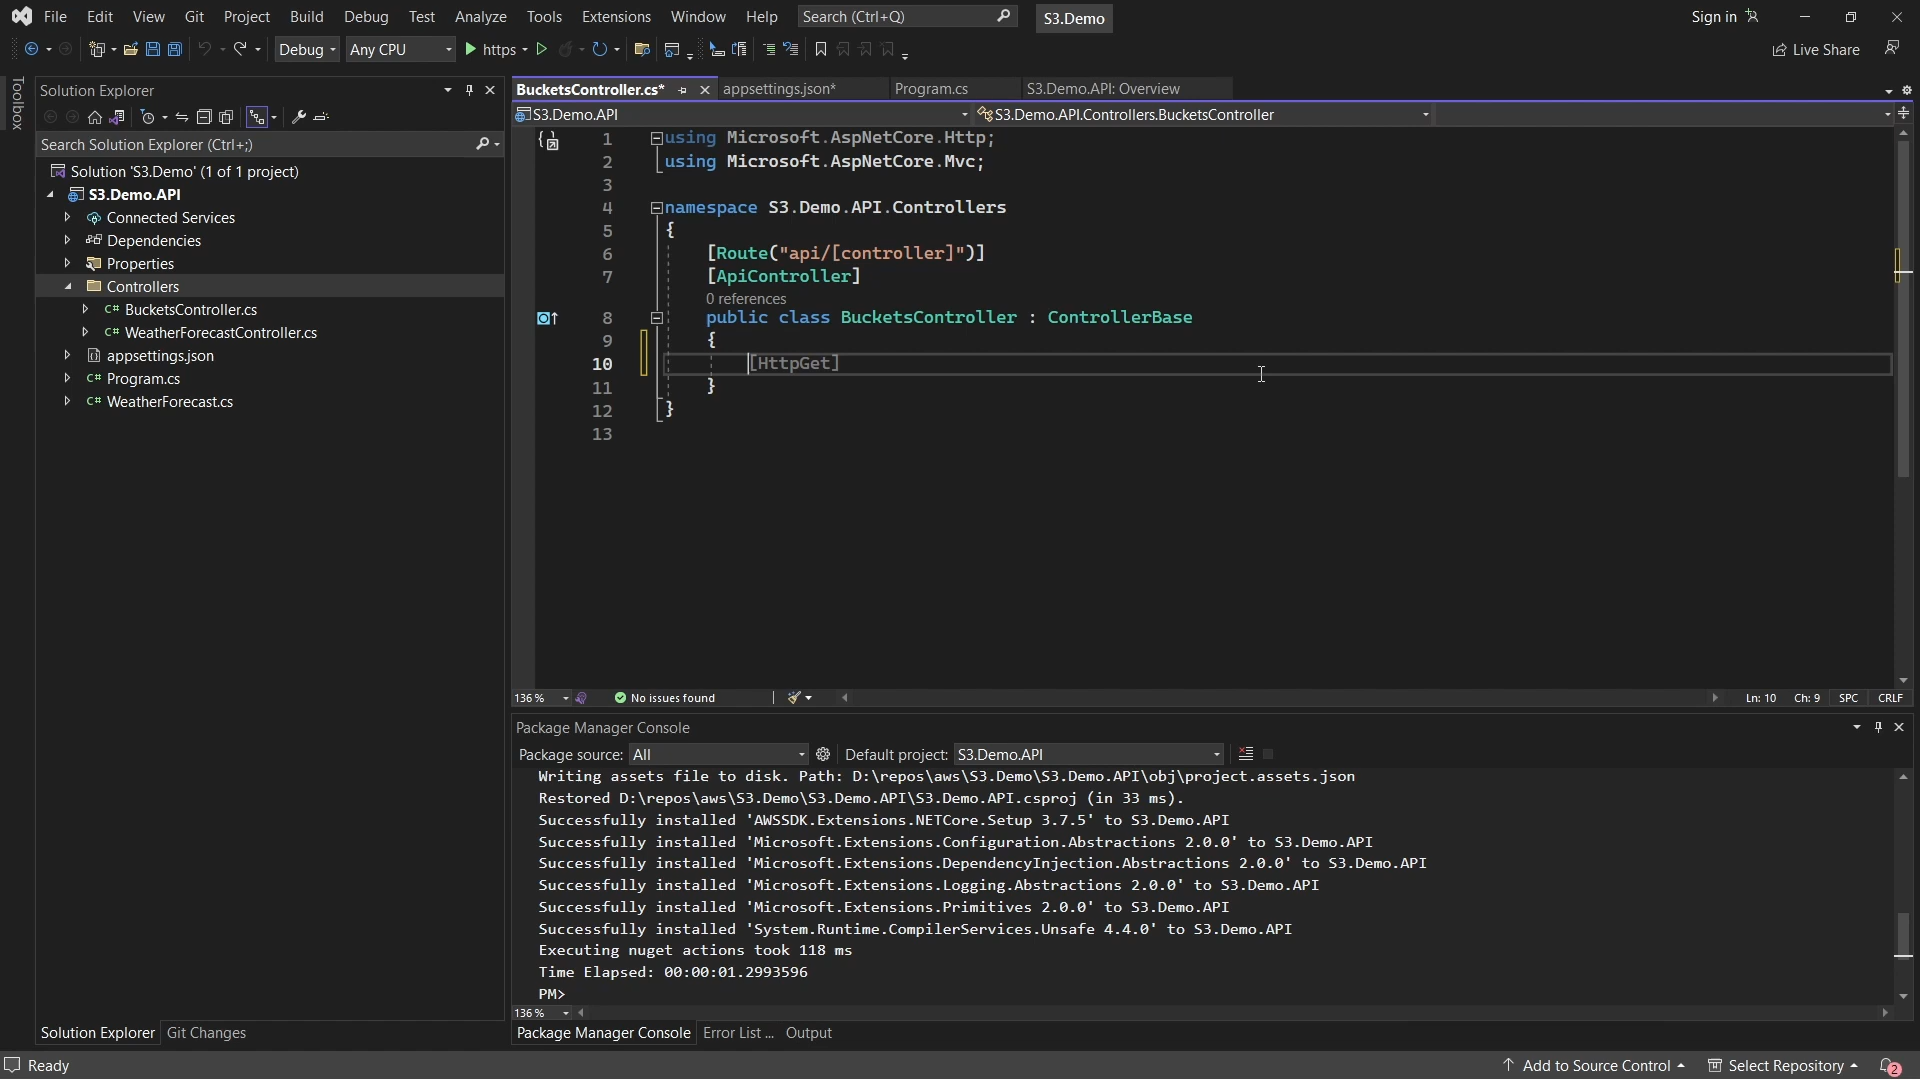 File Edit View Git Project Build Debug Test Analyze Tools Extensions Window Help Search (Ctrl+Q) S3.Demo Sign in
Debug Any CPU https Live Share
Toolbox
Solution Explorer
Search Solution Explorer (Ctrl+;)
Solution 'S3.Demo' (1 of 1 project)
S3.Demo.API
Connected Services
Dependencies
Properties
Controllers
C# BucketsController.cs
C# WeatherForecastController.cs
appsettings.json
C# Program.cs
C# WeatherForecast.cs
Solution Explorer Git Changes
BucketsController.cs* appsettings.json* Program.cs S3.Demo.API: Overview
S3.Demo.API S3.Demo.API.Controllers.BucketsController
1 using Microsoft.AspNetCore.Http;
2 using Microsoft.AspNetCore.Mvc;
3
4 namespace S3.Demo.API.Controllers
5 {
6 [Route("api/[controller]")]
7 [ApiController]
0 references
8 public class BucketsController : ControllerBase
9 {
10 [HttpGet]
11 }
12 }
13
136 % No issues found Ln: 10 Ch: 9 SPC CRLF
Package Manager Console
Package source: All Default project: S3.Demo.API
Writing assets file to disk. Path: D:\repos\aws\S3.Demo\S3.Demo.API\obj\project.assets.json
Restored D:\repos\aws\S3.Demo\S3.Demo.API\S3.Demo.API.csproj (in 33 ms).
Successfully installed 'AWSSDK.Extensions.NETCore.Setup 3.7.5' to S3.Demo.API
Successfully installed 'Microsoft.Extensions.Configuration.Abstractions 2.0.0' to S3.Demo.API
Successfully installed 'Microsoft.Extensions.DependencyInjection.Abstractions 2.0.0' to S3.Demo.API
Successfully installed 'Microsoft.Extensions.Logging.Abstractions 2.0.0' to S3.Demo.API
Successfully installed 'Microsoft.Extensions.Primitives 2.0.0' to S3.Demo.API
Successfully installed 'System.Runtime.CompilerServices.Unsafe 4.4.0' to S3.Demo.API
Executing nuget actions took 118 ms
Time Elapsed: 00:00:01.2993596
PM>
136 %
Package Manager Console Error List ... Output
Ready Add to Source Control Select Repository 2